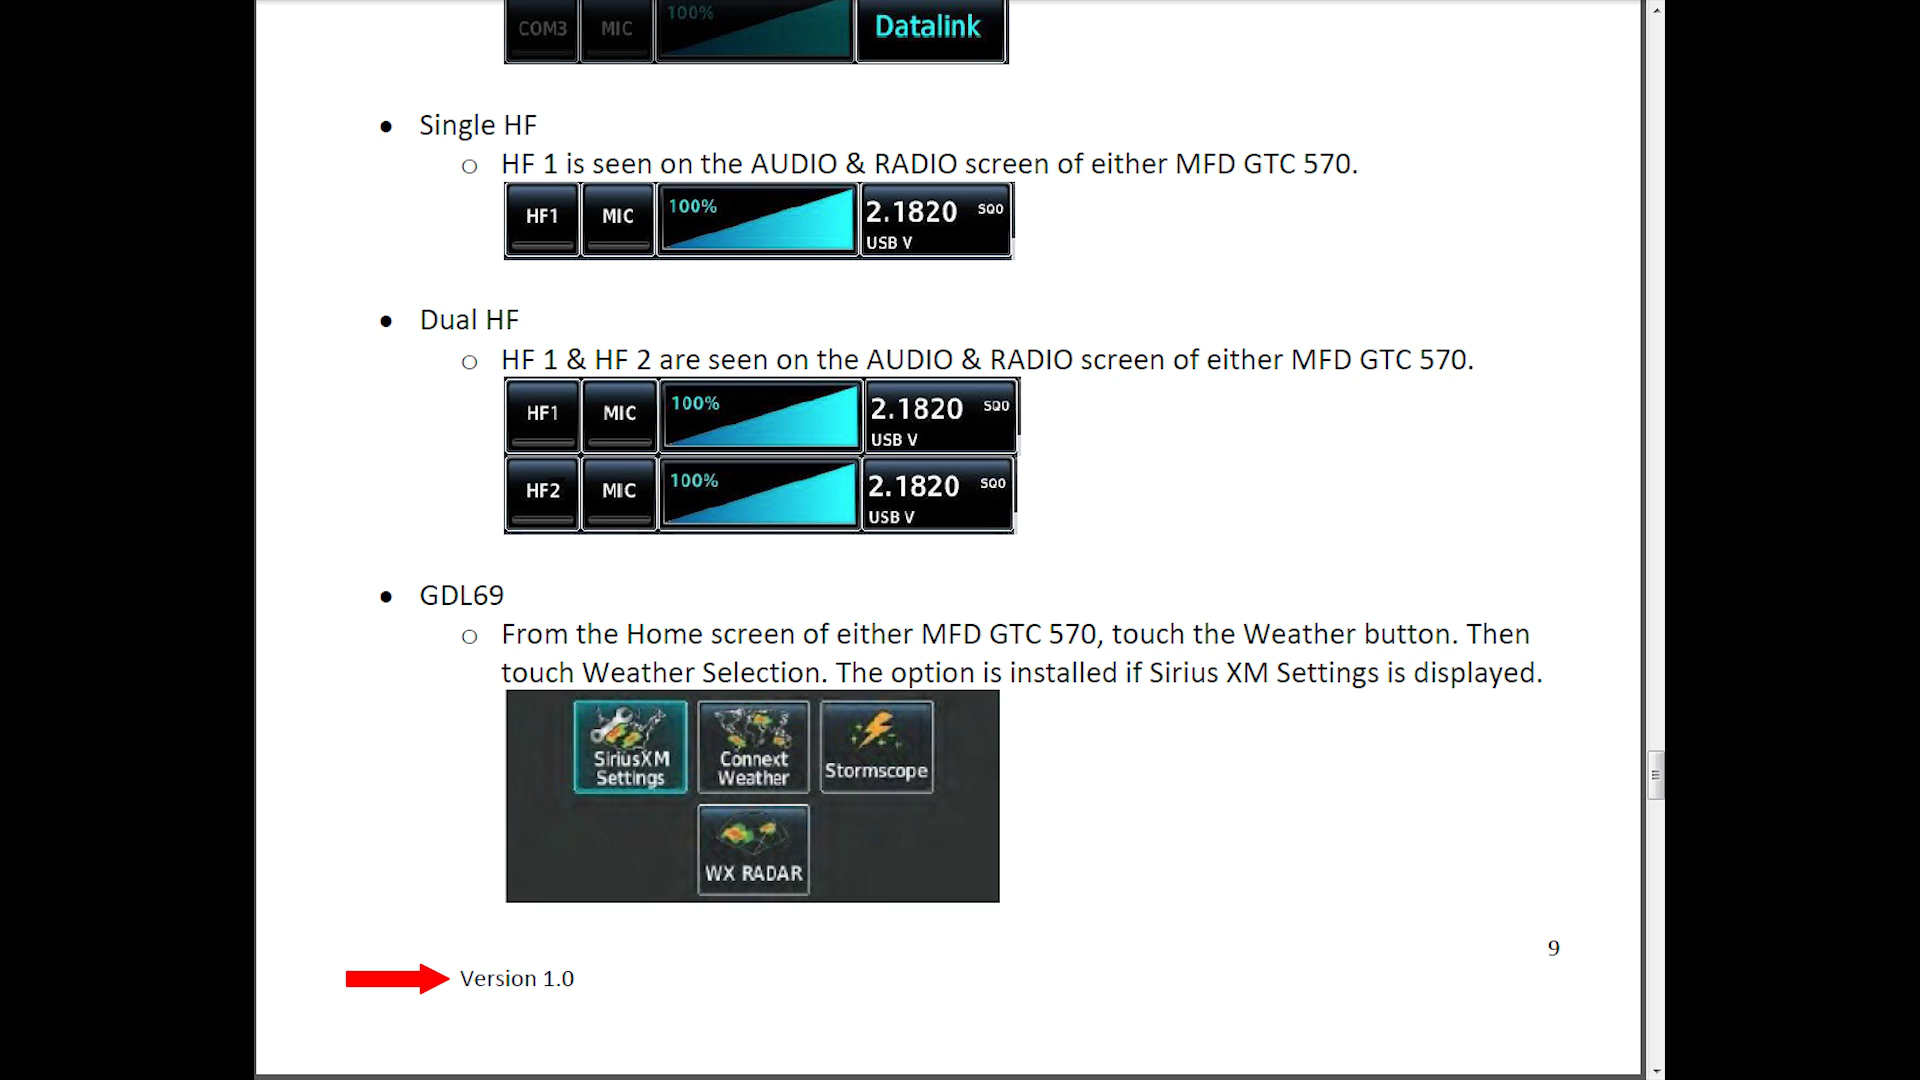 COM3 MIC 100% Datalink
• Single HF
o HF 1 is seen on the AUDIO & RADIO screen of either MFD GTC 570.
HF1 MIC 100% 2.1820 SQ0
USB V
• Dual HF
o HF 1 & HF 2 are seen on the AUDIO & RADIO screen of either MFD GTC 570.
HF1 MIC 100% 2.1820 SQ0
USB V
HF2 MIC 100% 2.1820 SQ0
USB V
• GDL69
o From the Home screen of either MFD GTC 570, touch the Weather button. Then
touch Weather Selection. The option is installed if Sirius XM Settings is displayed.
SiriusXM
Settings
Connext
Weather
Stormscope
WX RADAR
9
Version 1.0